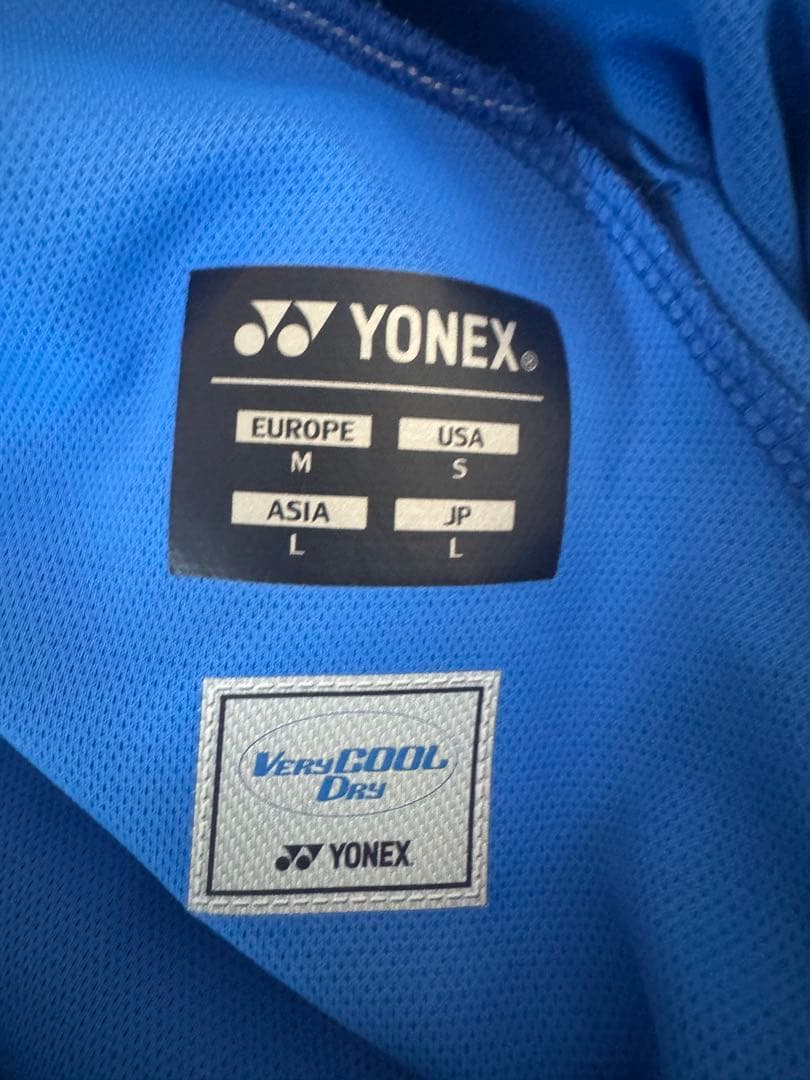 YONEX®
EUROPE USA
M S
ASIA JP
L L
VERYCOOL
DRY
YONEX